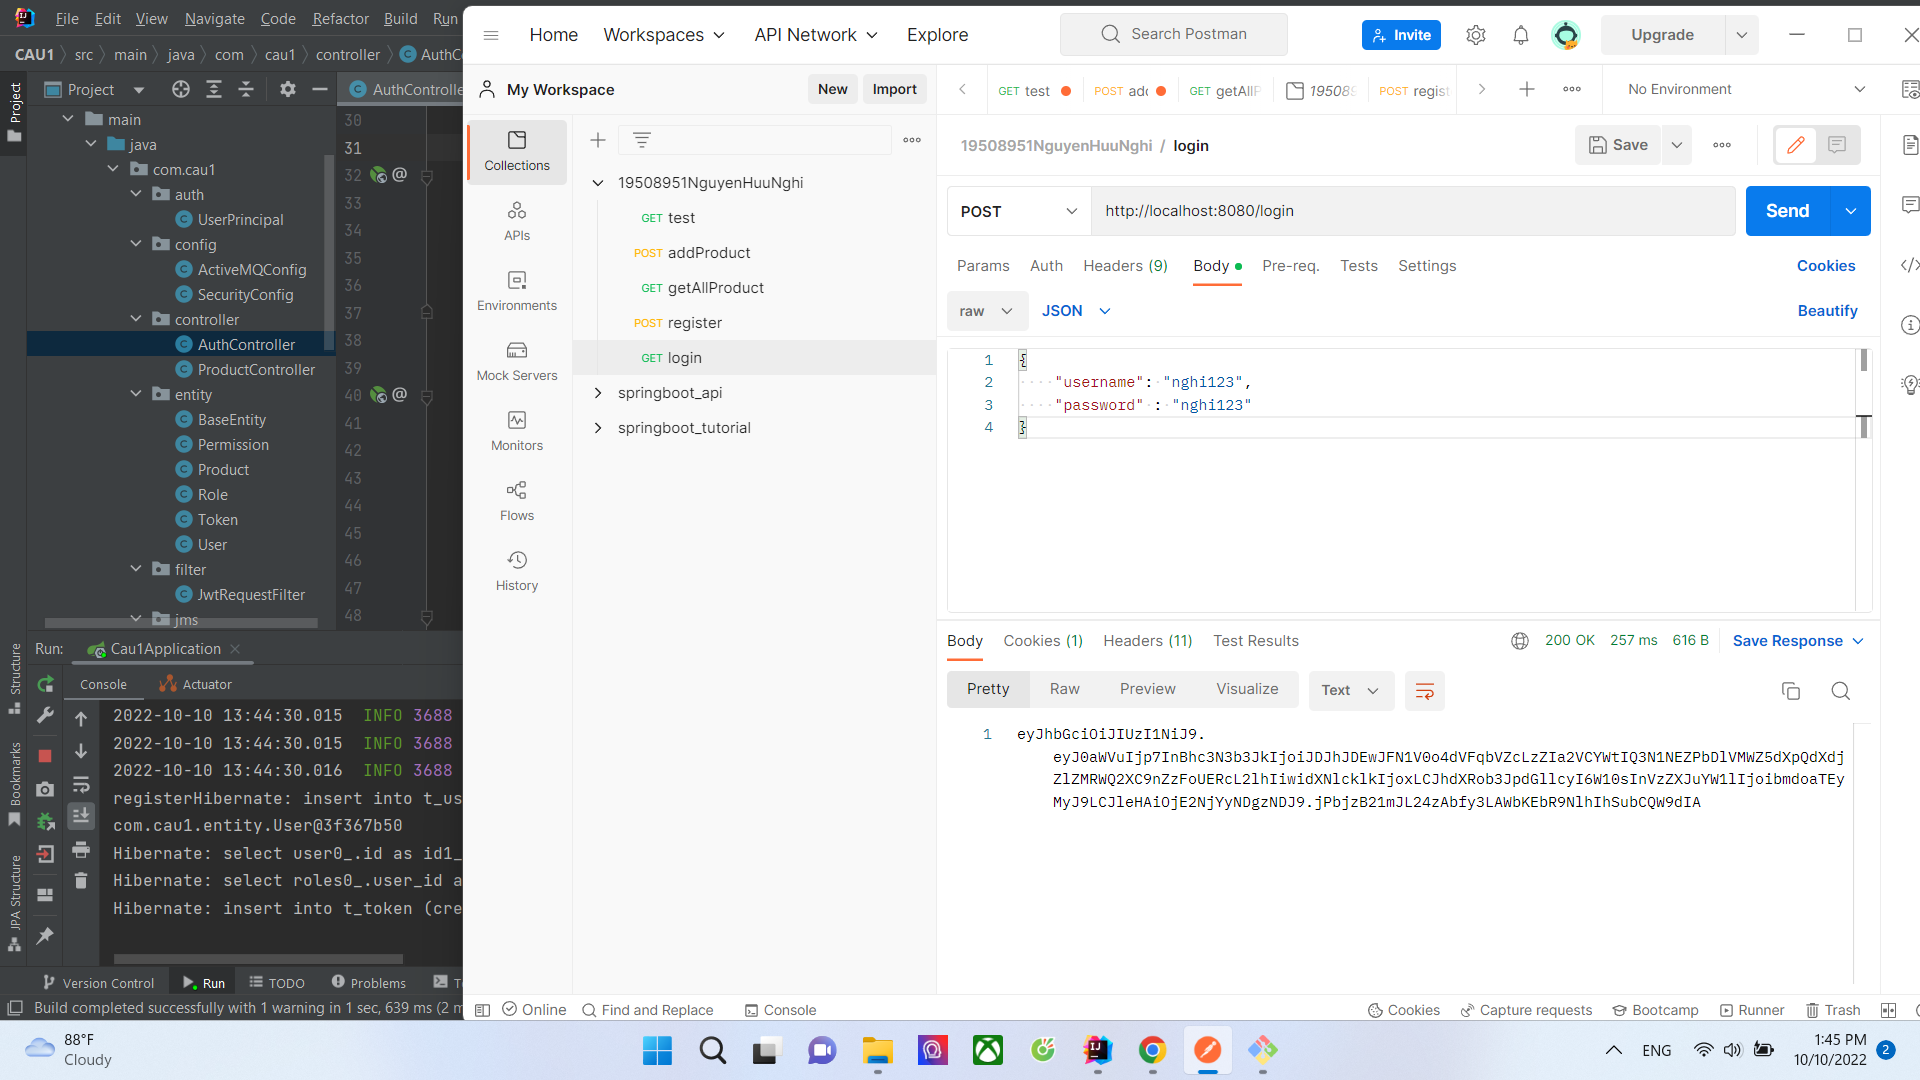 File Edit View Navigate Code Refactor Build Run
CAU1 src main java com cau1 controller AuthC
Project
Project
AuthControlle
main
java
com.cau1
auth
UserPrincipal
config
ActiveMQConfig
SecurityConfig
controller
AuthController
ProductController
entity
BaseEntity
Permission
Product
Role
Token
User
filter
JwtRequestFilter
jms
30
31
32 @
33
34
35
36
37
38
39
40 @
41
42
43
44
45
46
47
48
Structure
Bookmarks
JPA Structure
Run: Cau1Application
Console Actuator
2022-10-10 13:44:30.015 INFO 3688
2022-10-10 13:44:30.015 INFO 3688
2022-10-10 13:44:30.016 INFO 3688
registerHibernate: insert into t_us
com.cau1.entity.User@3f367b50
Hibernate: select user0_.id as id1_
Hibernate: select roles0_.user_id a
Hibernate: insert into t_token (cre
Version Control Run TODO Problems T
Build completed successfully with 1 warning in 1 sec, 639 ms (2 m
Home Workspaces API Network Explore
Search Postman
Invite
Upgrade
My Workspace New Import
GET test POST adc GET getAllP 195089 POST regist
No Environment
Collections
APIs
Environments
Mock Servers
Monitors
Flows
History
19508951NguyenHuuNghi
GET test
POST addProduct
GET getAllProduct
POST register
GET login
springboot_api
springboot_tutorial
19508951NguyenHuuNghi / login
Save
POST http://localhost:8080/login Send
Params Auth Headers (9) Body Pre-req. Tests Settings Cookies
raw JSON Beautify
1 {
2 "username": "nghi123",
3 "password" : "nghi123"
4 }
Body Cookies (1) Headers (11) Test Results 200 OK 257 ms 616 B Save Response
Pretty Raw Preview Visualize Text
1 eyJhbGciOiJIUzI1NiJ9.
eyJ0aWVuIjp7InBhc3N3b3JkIjoiJDJhJDEwJFN1V0o4dVFqbVZcLzZIa2VCYWtIQ3N1NEZPbDlVMWZ5dXpQdXdj
ZlZMRWQ2XC9nZzFoUERcL2lhIiwidXNlcklkIjoxLCJhdXRob3JpdGllcyI6W10sInVzZXJuYW1lIjoibmdoaTEy
MyJ9LCJleHAiOjE2NjYyNDgzNDJ9.jPbjzB21mJL24zAbfy3LAWbKEbR9NlhIhSubCQW9dIA
Online Find and Replace Console
Cookies Capture requests Bootcamp Runner Trash
88°F
Cloudy
ENG
1:45 PM
10/10/2022
2